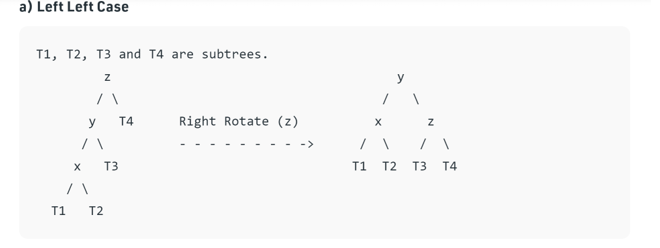 a) Left Left Case
T1, T2, T3 and T4 are subtrees.
z y
/ \ / \
y T4 Right Rotate (z) x z
/ \ - - - - - - - - -> / \ / \
x T3 T1 T2 T3 T4
/ \
T1 T2